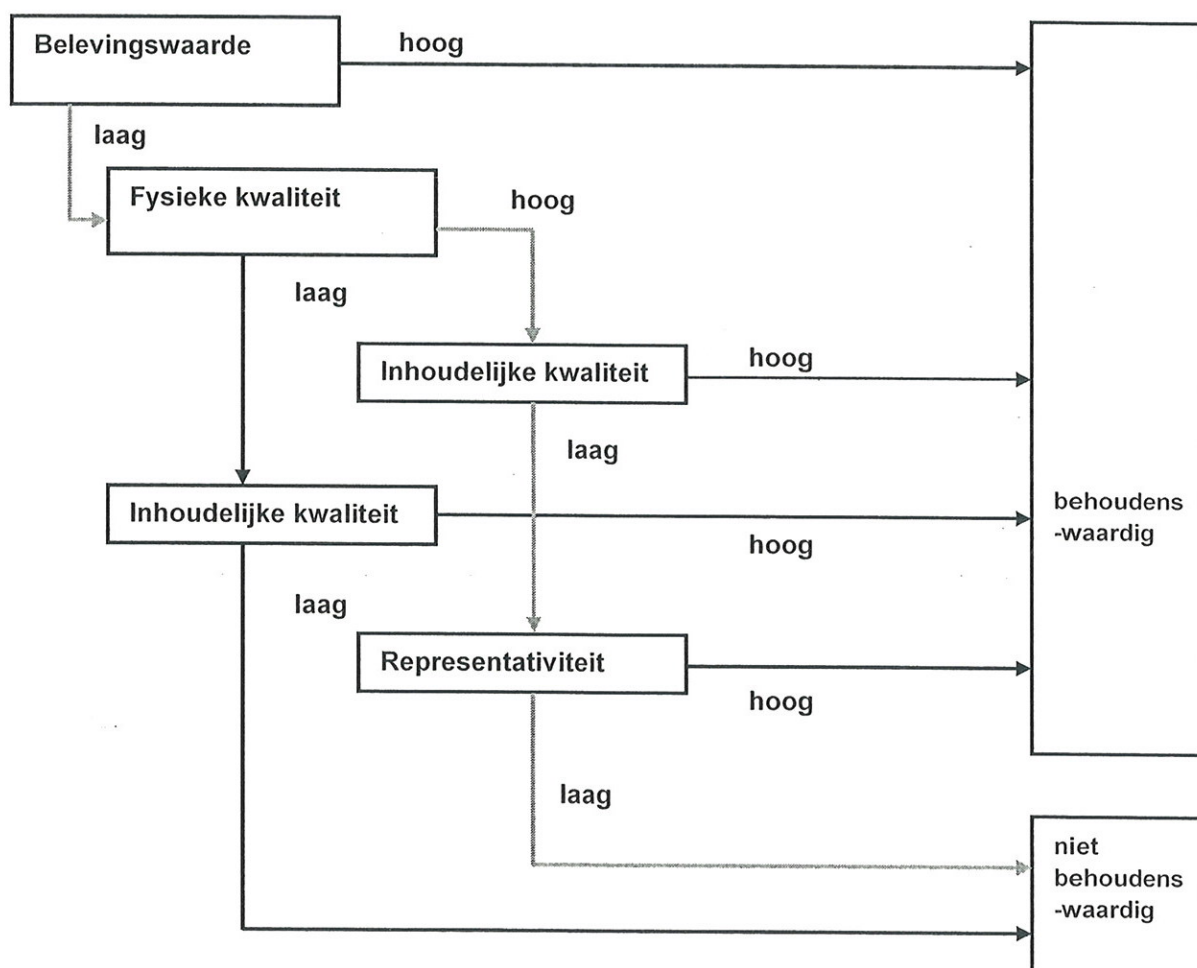 Belevingswaarde
hoog
laag
Fysieke kwaliteit
hoog
laag
Inhoudelijke kwaliteit
hoog
laag
Inhoudelijke kwaliteit
hoog
behoudens
-waardig
laag
Representativiteit
hoog
laag
niet
behoudens
-waardig